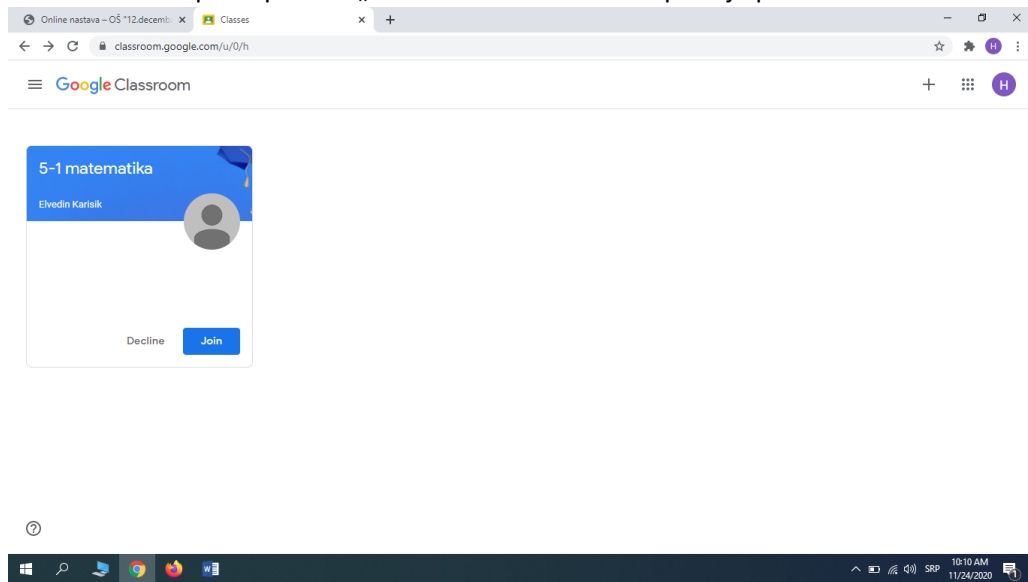 Online nastava – OŠ "12.decemb
Classes
classroom.google.com/u/0/h
H
Google Classroom
H
5-1 matematika
Elvedin Karisik
Decline
Join
SRP
10:10 AM
11/24/2020
1